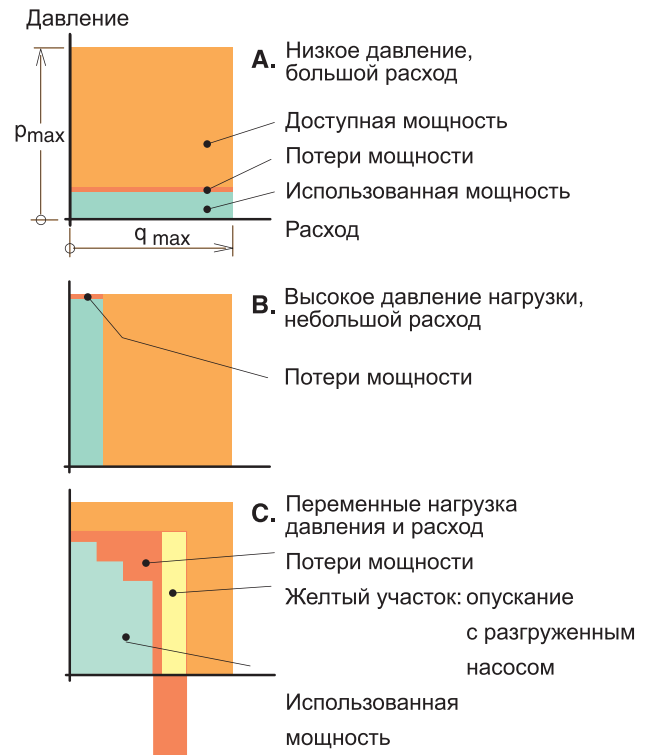 Давление
A. Низкое давление,
большой расход
pmax
Доступная мощность
Потери мощности
Использованная мощность
q max
Расход
B. Высокое давление нагрузки,
небольшой расход
Потери мощности
C. Переменные нагрузка
давления и расход
Потери мощности
Желтый участок: опускание
с разгруженным
насосом
Использованная
мощность